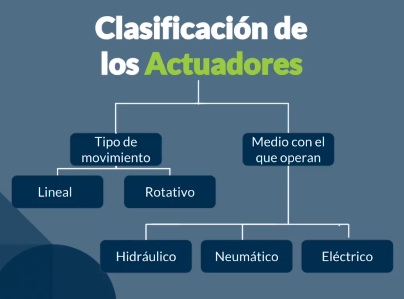 Clasificación de
los Actuadores
Tipo de
movimiento
Medio con el
que operan
Lineal
Rotativo
Hidráulico
Neumático
Eléctrico